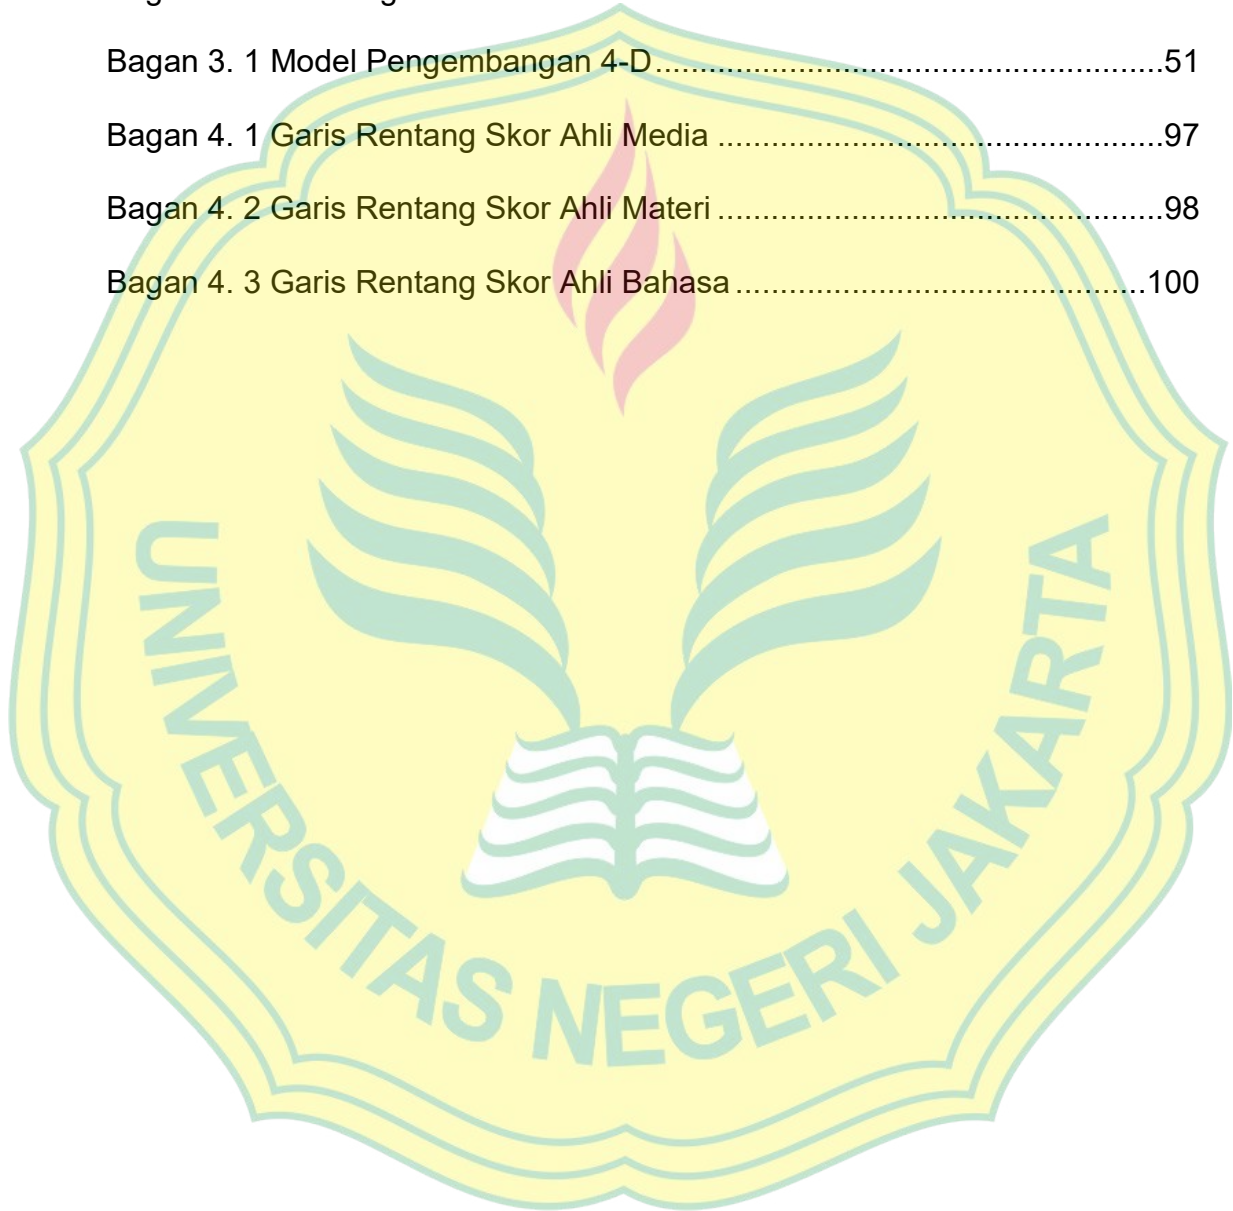 Bagan 3. 1 Model Pengembangan 4-D..........................................................51
Bagan 4. 1 Garis Rentang Skor Ahli Media ..................................................97
Bagan 4. 2 Garis Rentang Skor Ahli Materi ..................................................98
Bagan 4. 3 Garis Rentang Skor Ahli Bahasa ..............................................100
UNIVERSITAS NEGERI JAKARTA